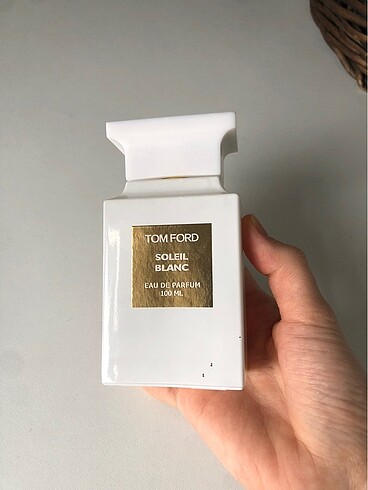 TOM FORD
SOLEIL
BLANC
EAU DE PARFUM
100 ML